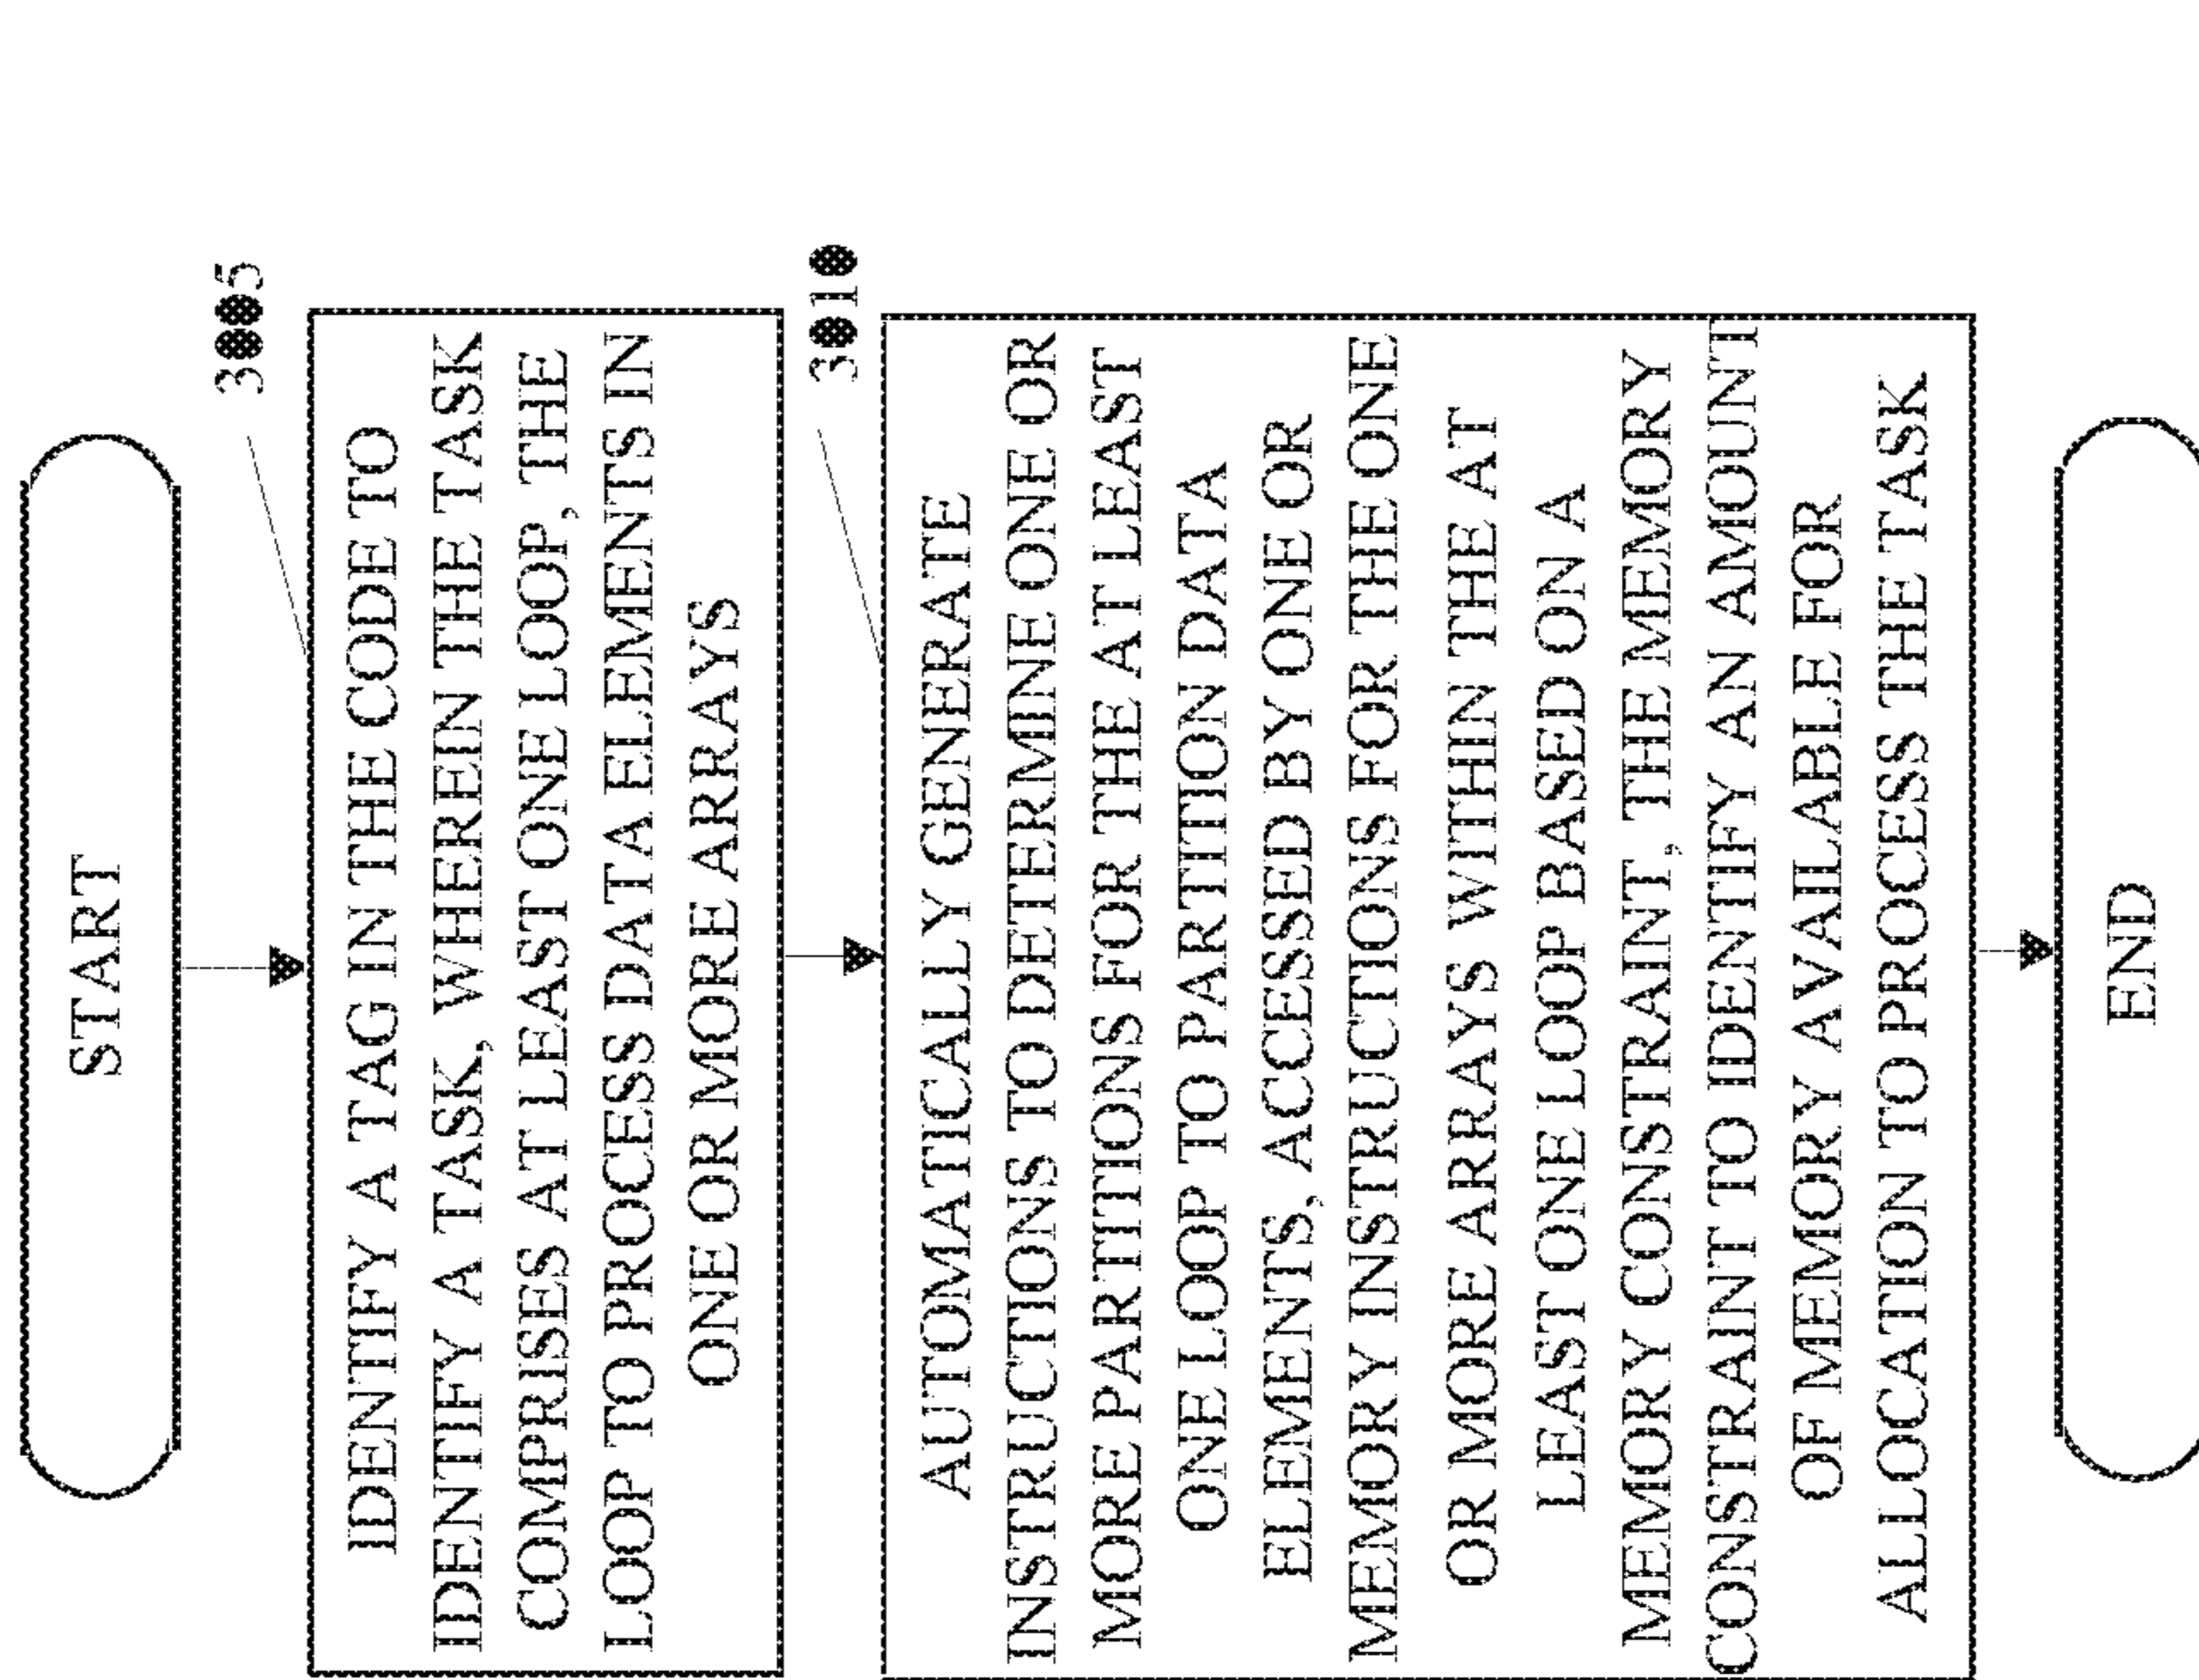 START
3005
IDENTIFY A TAG IN THE CODE TO
IDENTIFY A TASK, WHEREIN THE TASK
COMPRISES AT LEAST ONE LOOP, THE
LOOP TO PROCESS DATA ELEMENTS IN
ONE OR MORE ARRAYS
3010
AUTOMATICALLY GENERATE
INSTRUCTIONS TO DETERMINE ONE OR
MORE PARTITIONS FOR THE AT LEAST
ONE LOOP TO PARTITION DATA
ELEMENTS, ACCESSED BY ONE OR
MEMORY INSTRUCTIONS FOR THE ONE
OR MORE ARRAYS WITHIN THE AT
LEAST ONE LOOP BASED ON A
MEMORY CONSTRAINT, THE MEMORY
CONSTRAINT TO IDENTIFY AN AMOUNT
OF MEMORY AVAILABLE FOR
ALLOCATION TO PROCESS THE TASK
END